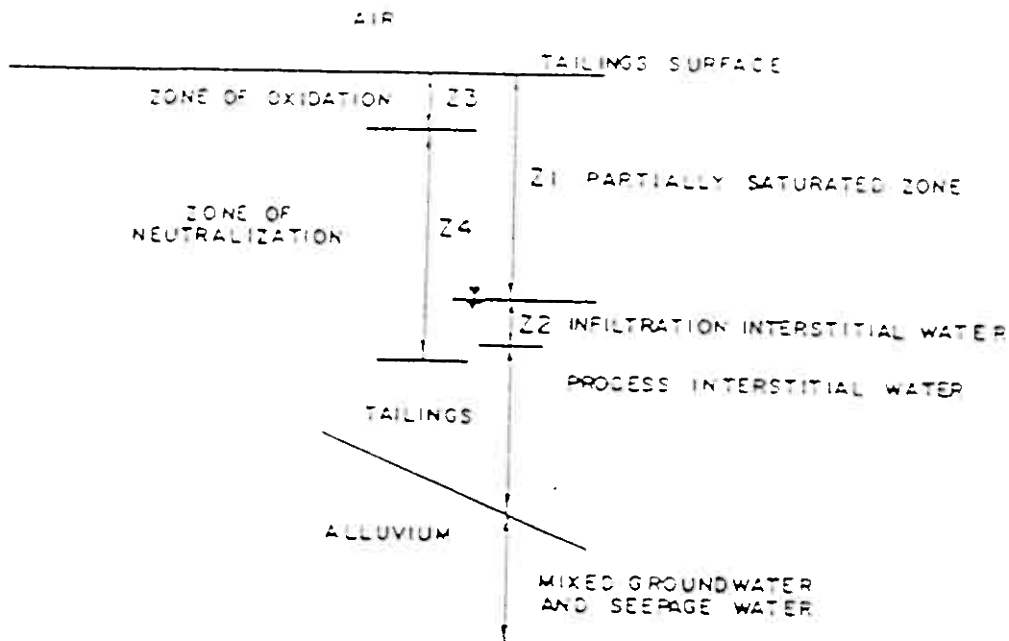 AIR
TAILINGS SURFACE
ZONE OF OXIDATION Z3
Z1 PARTIALLY SATURATED ZONE
ZONE OF
NEUTRALIZATION
Z4
Z2 INFILTRATION INTERSTITIAL WATER
PROCESS INTERSTITIAL WATER
TAILINGS
ALLUVIUM
MIXED GROUNDWATER
AND SEEPAGE WATER